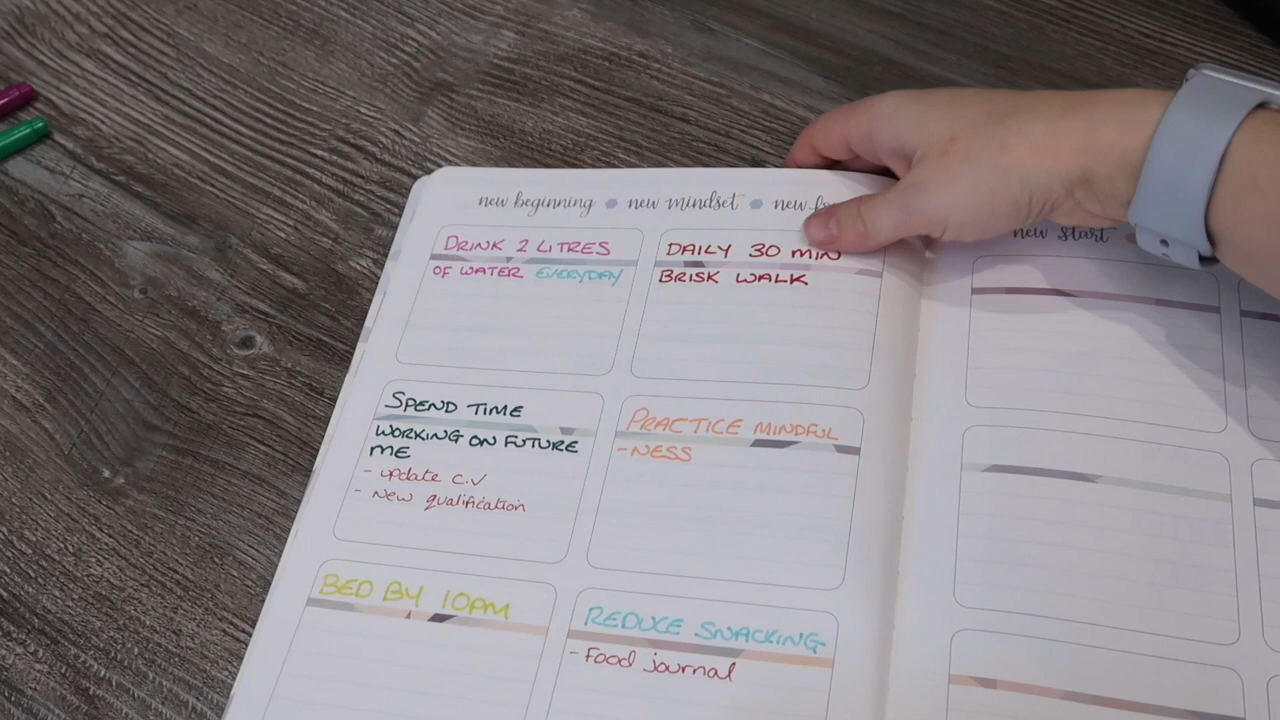 new beginning new mindset new
new start
DRINK 2 LITRES
OF WATER EVERYDAY
DAILY 30 MIN
BRISK WALK
SPEND TIME
WORKING ON FUTURE
ME
- update C.V
- New qualification
PRACTICE MINDFUL
-NESS
BED BY 10PM
REDUCE SNACKING
- Food journal